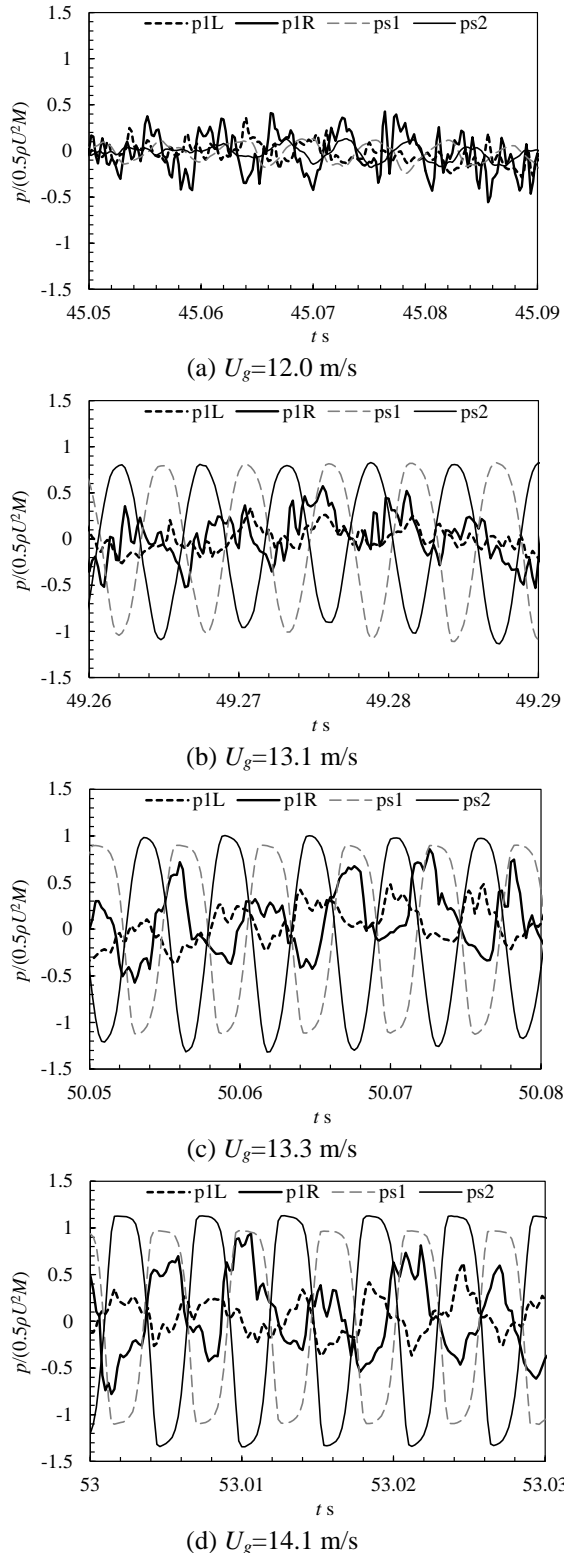 p1L p1R ps1 ps2
p/(0.5ρU²M)
1.5
1
0.5
0
-0.5
-1
-1.5
45.05 45.06 45.07 45.08 45.09
t s
(a) Ug=12.0 m/s
p1L p1R ps1 ps2
p/(0.5ρU²M)
1.5
1
0.5
0
-0.5
-1
-1.5
49.26 49.27 49.28 49.29
t s
(b) Ug=13.1 m/s
p1L p1R ps1 ps2
p/(0.5ρU²M)
1.5
1
0.5
0
-0.5
-1
-1.5
50.05 50.06 50.07 50.08
t s
(c) Ug=13.3 m/s
p1L p1R ps1 ps2
p/(0.5ρU²M)
1.5
1
0.5
0
-0.5
-1
-1.5
53 53.01 53.02 53.03
t s
(d) Ug=14.1 m/s